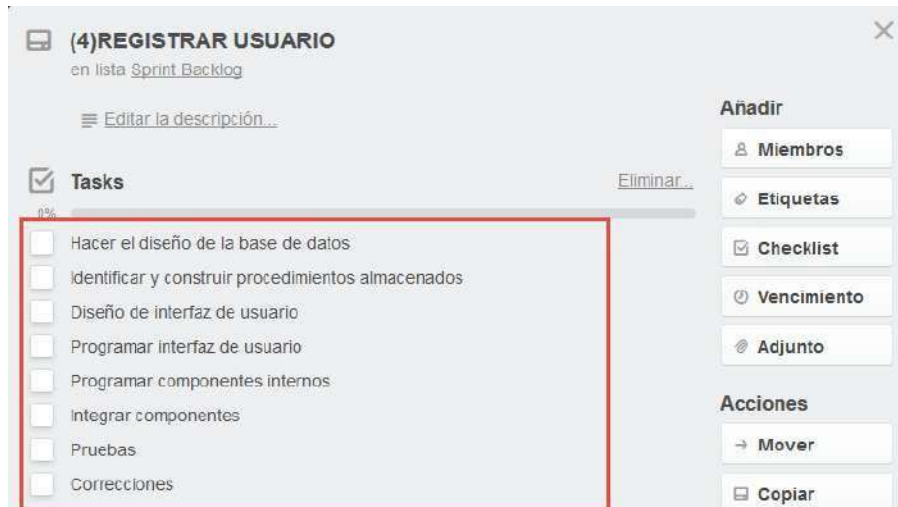 (4)REGISTRAR USUARIO
en lista Sprint Backlog
Editar la descripción...
Tasks
Eliminar...
0%
Hacer el diseño de la base de datos
Identificar y construir procedimientos almacenados
Diseño de interfaz de usuario
Programar interfaz de usuario
Programar componentes internos
Integrar componentes
Pruebas
Correcciones
Añadir
Miembros
Etiquetas
Checklist
Vencimiento
Adjunto
Acciones
Mover
Copiar